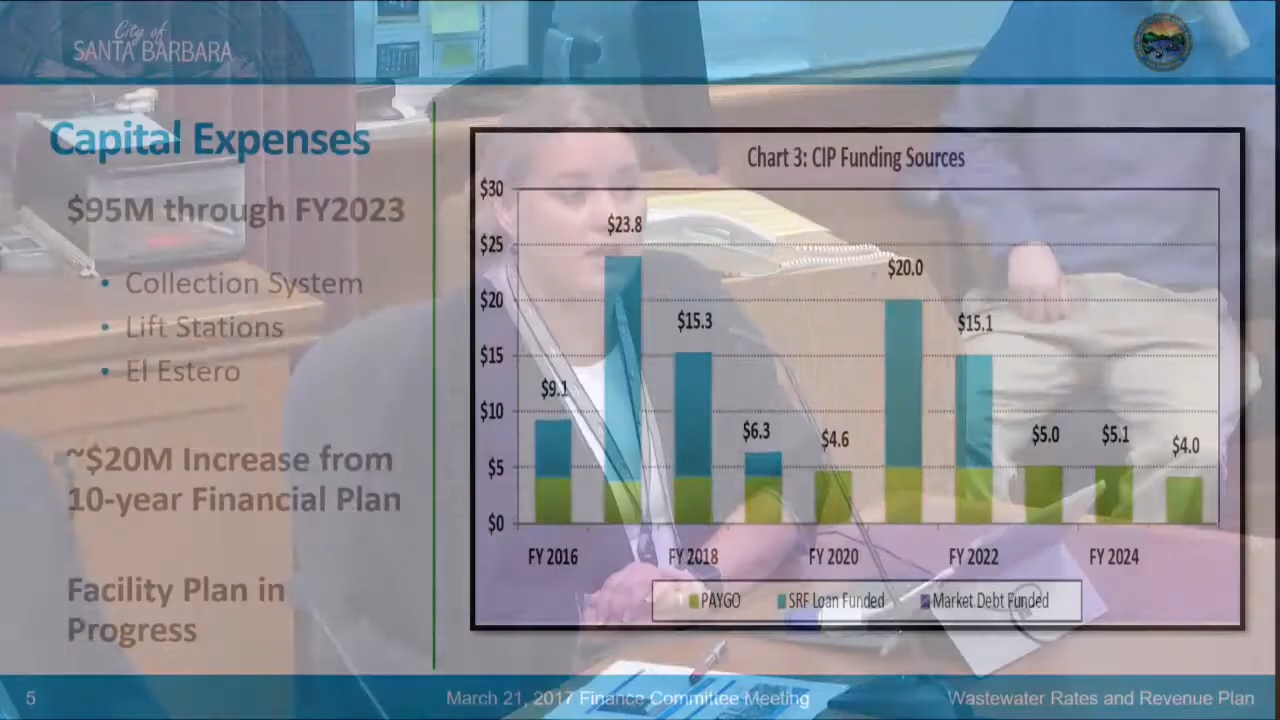 City of
SANTA BARBARA
Capital Expenses
$95M through FY2023
• Collection System
• Lift Stations
• El Estero
~$20M Increase from
10-year Financial Plan
Facility Plan in
Progress
Chart 3: CIP Funding Sources
$30
$25
$20
$15
$10
$5
$0
$9.1
$23.8
$15.3
$6.3
$4.6
$20.0
$15.1
$5.0
$5.1
$4.0
FY 2016
FY 2018
FY 2020
FY 2022
FY 2024
PAYGO
SRF Loan Funded
Market Debt Funded
5
March 21, 2017 Finance Committee Meeting
Wastewater Rates and Revenue Plan